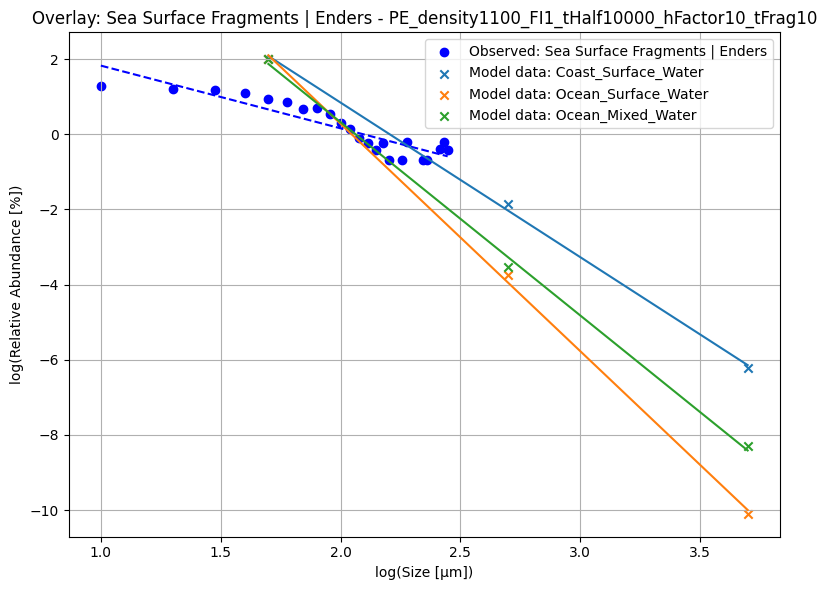 Overlay: Sea Surface Fragments | Enders - PE_density1100_FI1_tHalf10000_hFactor10_tFrag10
Observed: Sea Surface Fragments | Enders
Model data: Coast_Surface_Water
Model data: Ocean_Surface_Water
Model data: Ocean_Mixed_Water
log(Relative Abundance [%])
2
0
−2
−4
−6
−8
−10
1.0 1.5 2.0 2.5 3.0 3.5
log(Size [µm])